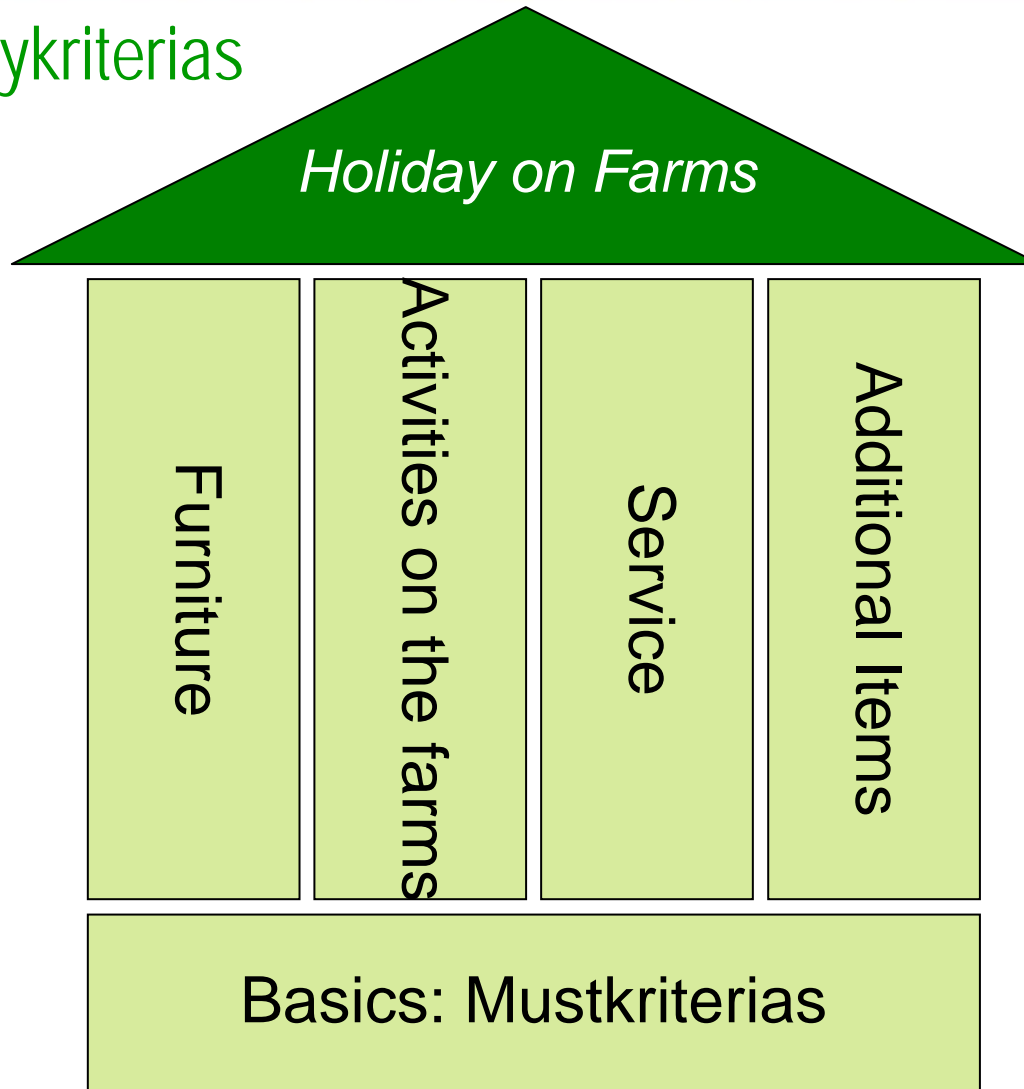 ykriterias
Holiday on Farms
Furniture
Activities on the farms
Service
Additional Items
Basics: Mustkriterias